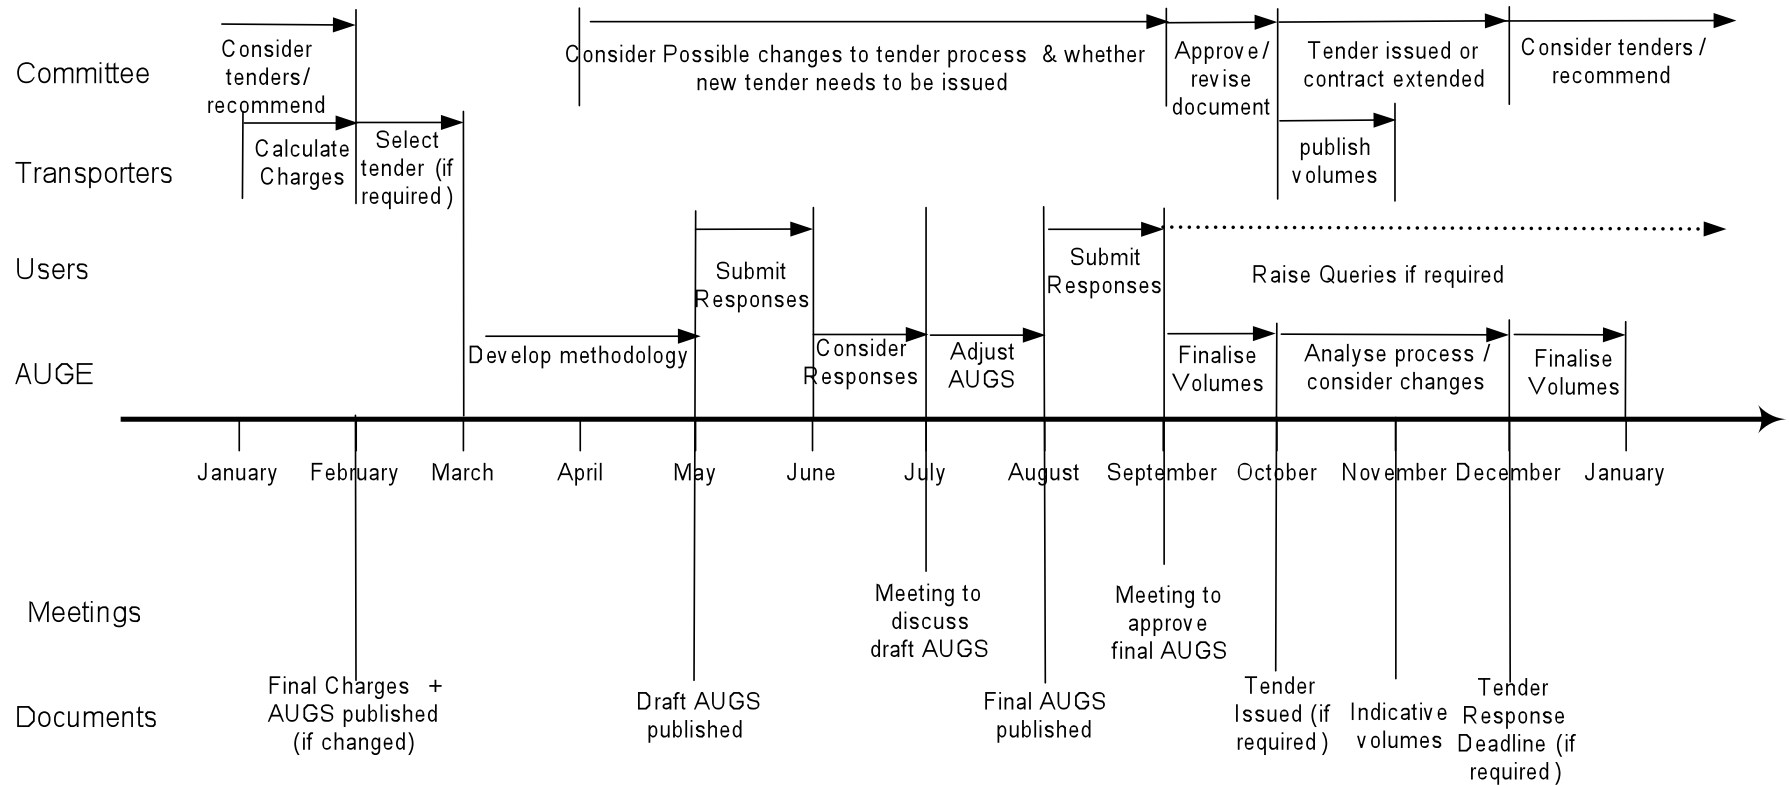 Committee
Consider
tenders/
recommend
Consider Possible changes to tender process & whether
new tender needs to be issued
Approve/
revise
document
Tender issued or
contract extended
Consider tenders /
recommend
Transporters
Calculate
Charges
Select
tender (if
required)
publish
volumes
Users
Submit
Responses
Submit
Responses
Raise Queries if required
AUGE
Develop methodology
Consider
Responses
Adjust
AUGS
Finalise
Volumes
Analyse process /
consider changes
Finalise
Volumes
January February March April May June July August September October November December January
Meetings
Meeting to
discuss
draft AUGS
Meeting to
approve
final AUGS
Documents
Final Charges +
AUGS published
(if changed)
Draft AUGS
published
Final AUGS
published
Tender
Issued (if
required)
Indicative
volumes
Tender
Response
Deadline (if
required)